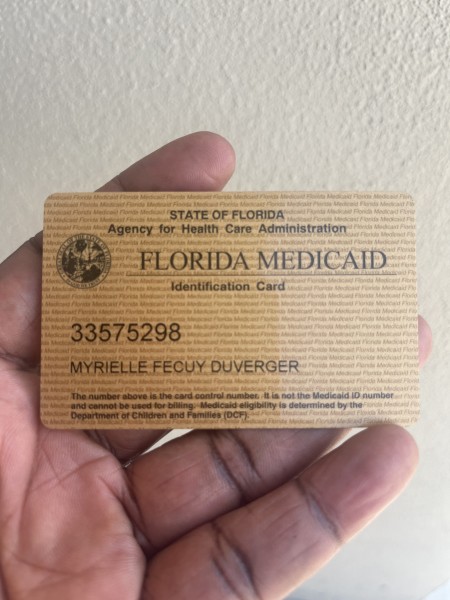 STATE OF FLORIDA
Agency for Health Care Administration
FLORIDA MEDICAID
Identification Card
33575298
MYRIELLE FECUY DUVERGER
The number above is the card control number. It is not the Medicaid ID number
and cannot be used for billing. Medicaid eligibility is determined by the
Department of Children and Families (DCF).